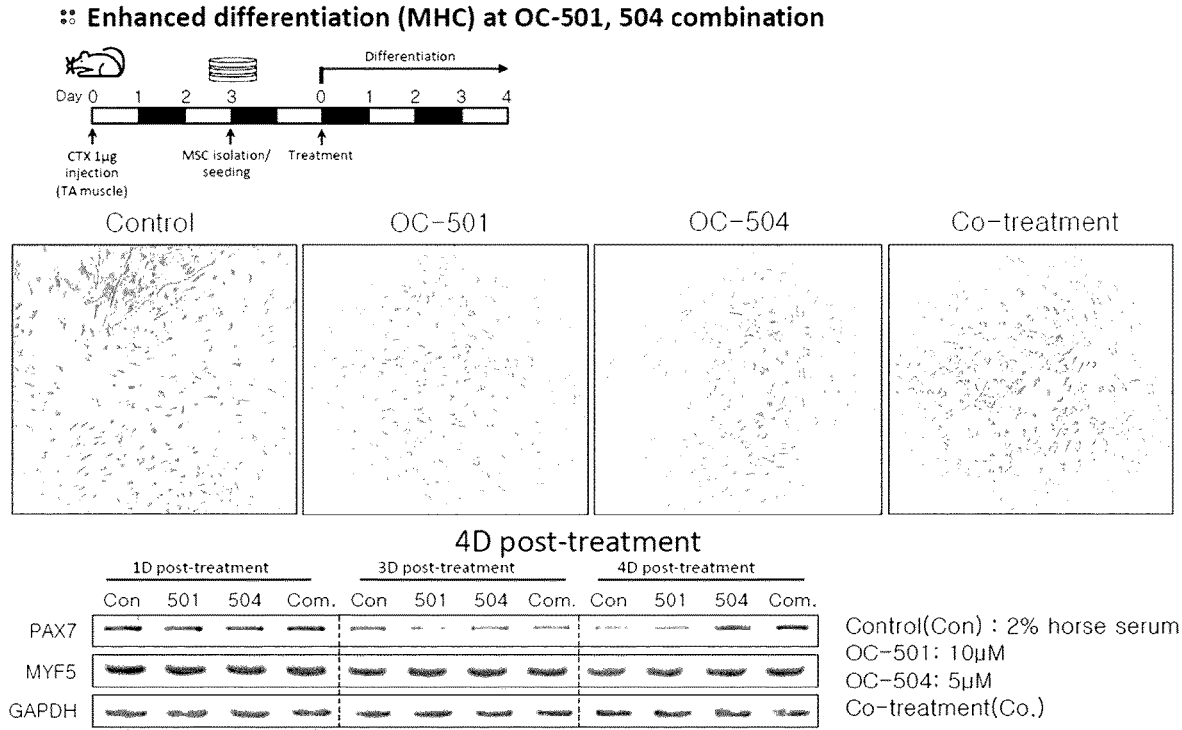 Enhanced differentiation (MHC) at OC-501, 504 combination
Differentiation
Day 0 1 2 3 0 1 2 3 4
CTX 1µg
injection
(TA muscle)
MSC isolation/
seeding
Treatment
Control OC-501 OC-504 Co-treatment
4D post-treatment
1D post-treatment 3D post-treatment 4D post-treatment
Con 501 504 Com. Con 501 504 Com. Con 501 504 Com.
PAX7
MYF5
GAPDH
Control(Con) : 2% horse serum
OC-501: 10µM
OC-504: 5µM
Co-treatment(Co.)